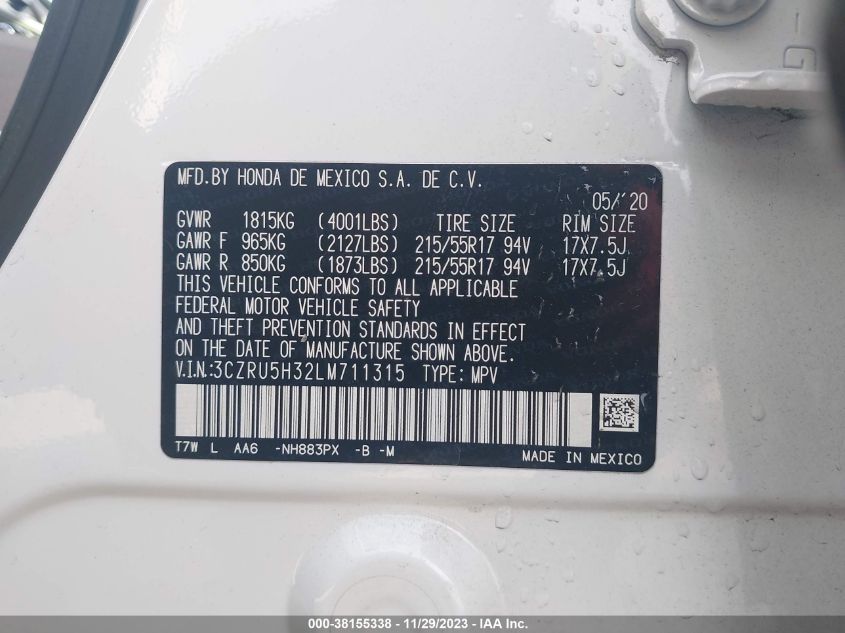 MFD.BY HONDA DE MEXICO S.A. DE C.V.
05/'20
GVWR 1815KG (4001LBS) TIRE SIZE RIM SIZE
GAWR F 965KG (2127LBS) 215/55R17 94V 17X7.5J
GAWR R 850KG (1873LBS) 215/55R17 94V 17X7.5J
THIS VEHICLE CONFORMS TO ALL APPLICABLE
FEDERAL MOTOR VEHICLE SAFETY
AND THEFT PREVENTION STANDARDS IN EFFECT
ON THE DATE OF MANUFACTURE SHOWN ABOVE.
V.I.N.:3CZRU5H32LM711315 TYPE: MPV
T7W L AA6 -NH883PX -B -M
MADE IN MEXICO
000-38155338 - 11/29/2023 - IAA Inc.